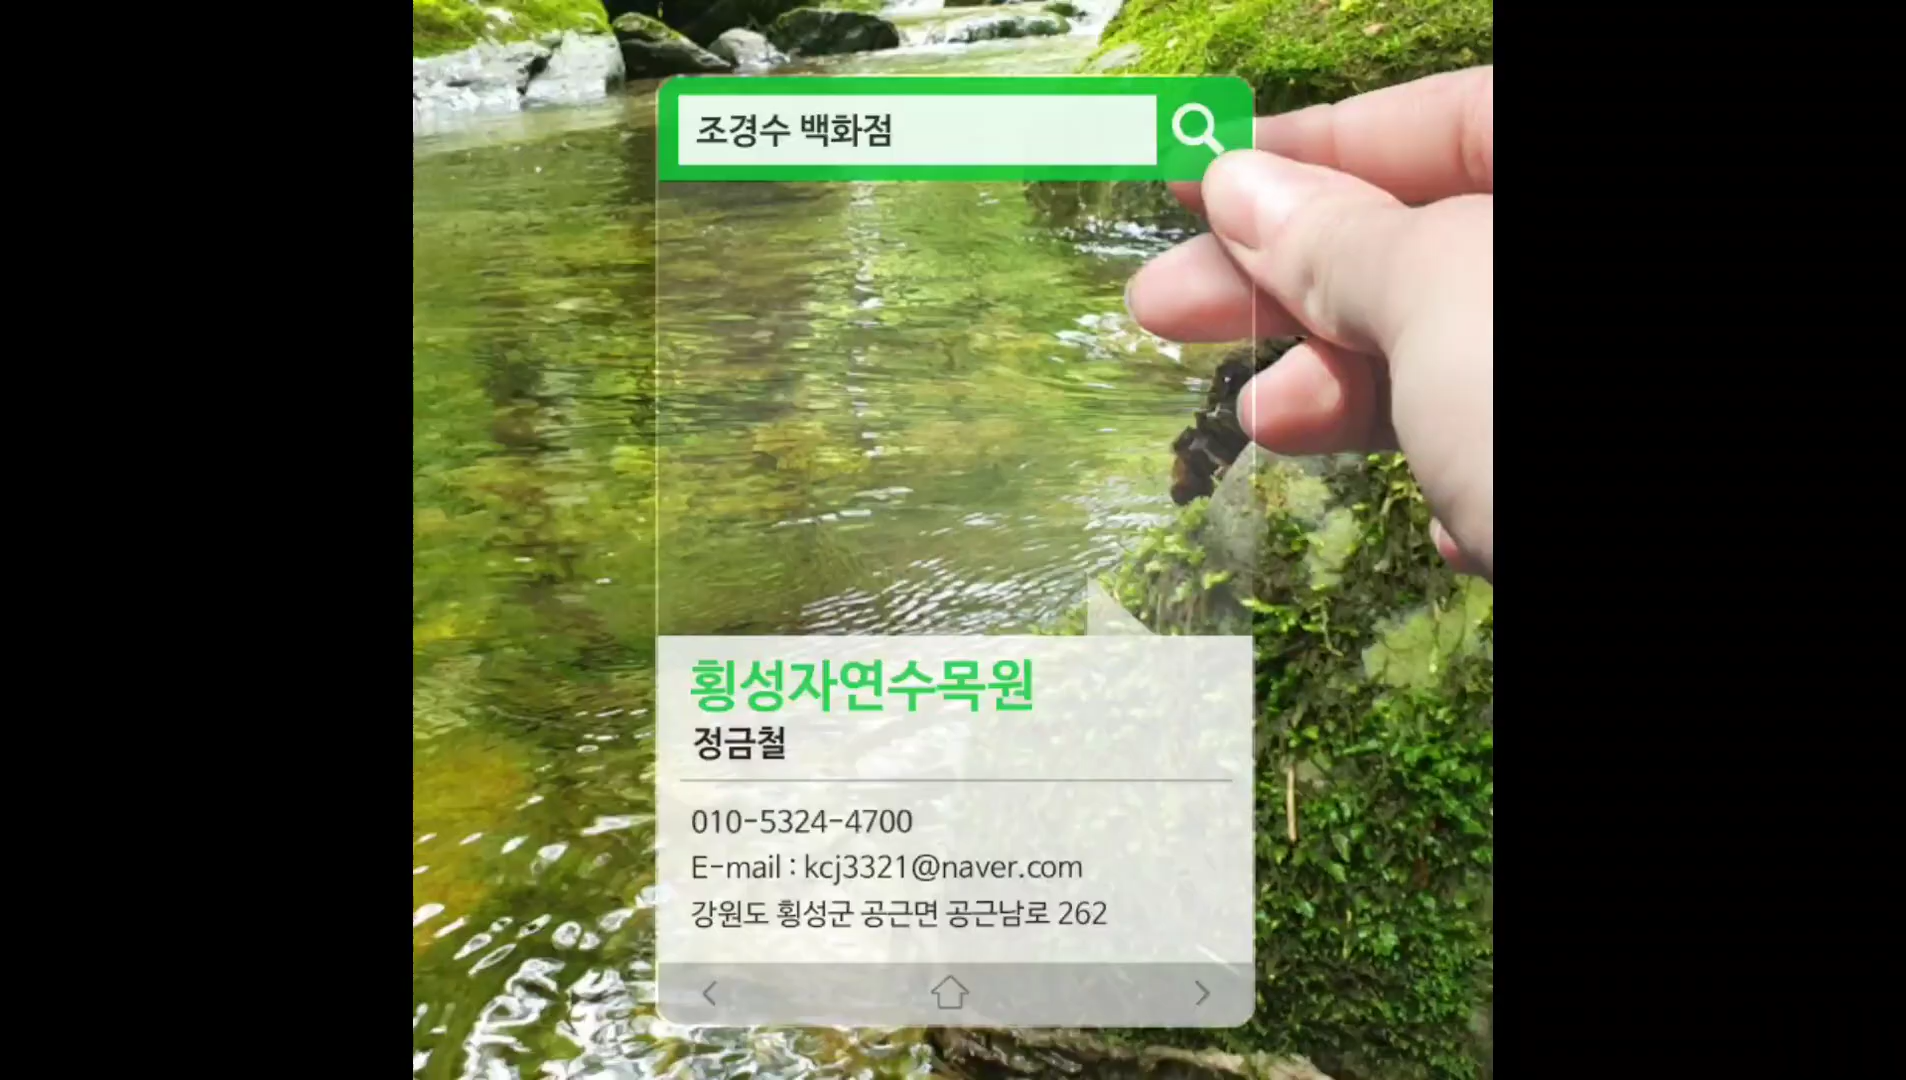 조경수 백화점
횡성자연수목원
정금철
010-5324-4700
E-mail : kcj3321@naver.com
강원도 횡성군 공근면 공근남로 262